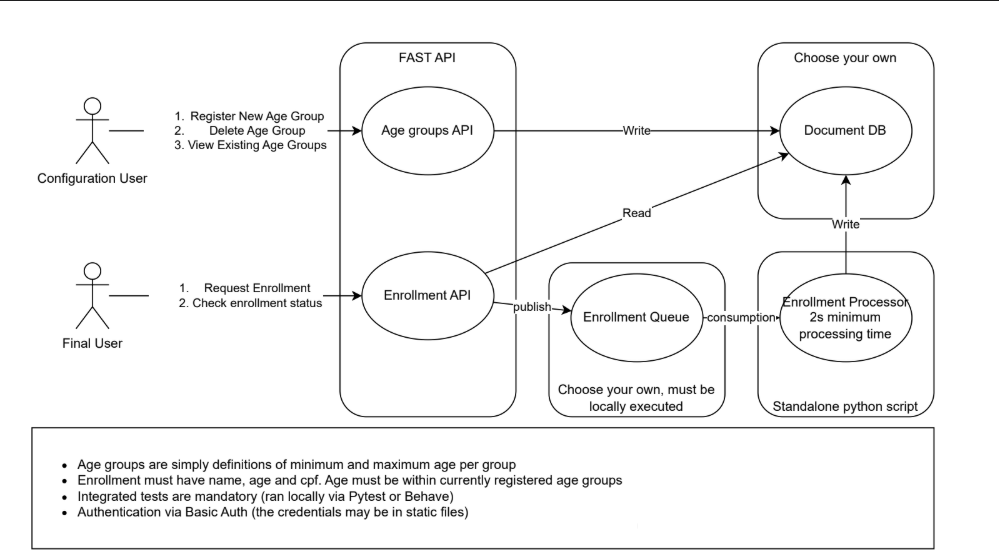 FAST API
Choose your own
1. Register New Age Group
2. Delete Age Group
3. View Existing Age Groups
Age groups API
Write
Document DB
Configuration User
Read
Write
1. Request Enrollment
2. Check enrollment status
Enrollment API
publish
Enrollment Queue
consumption
Enrollment Processor
2s minimum
processing time
Final User
Choose your own, must be
locally executed
Standalone python script
• Age groups are simply definitions of minimum and maximum age per group
• Enrollment must have name, age and cpf. Age must be within currently registered age groups
• Integrated tests are mandatory (ran locally via Pytest or Behave)
• Authentication via Basic Auth (the credentials may be in static files)